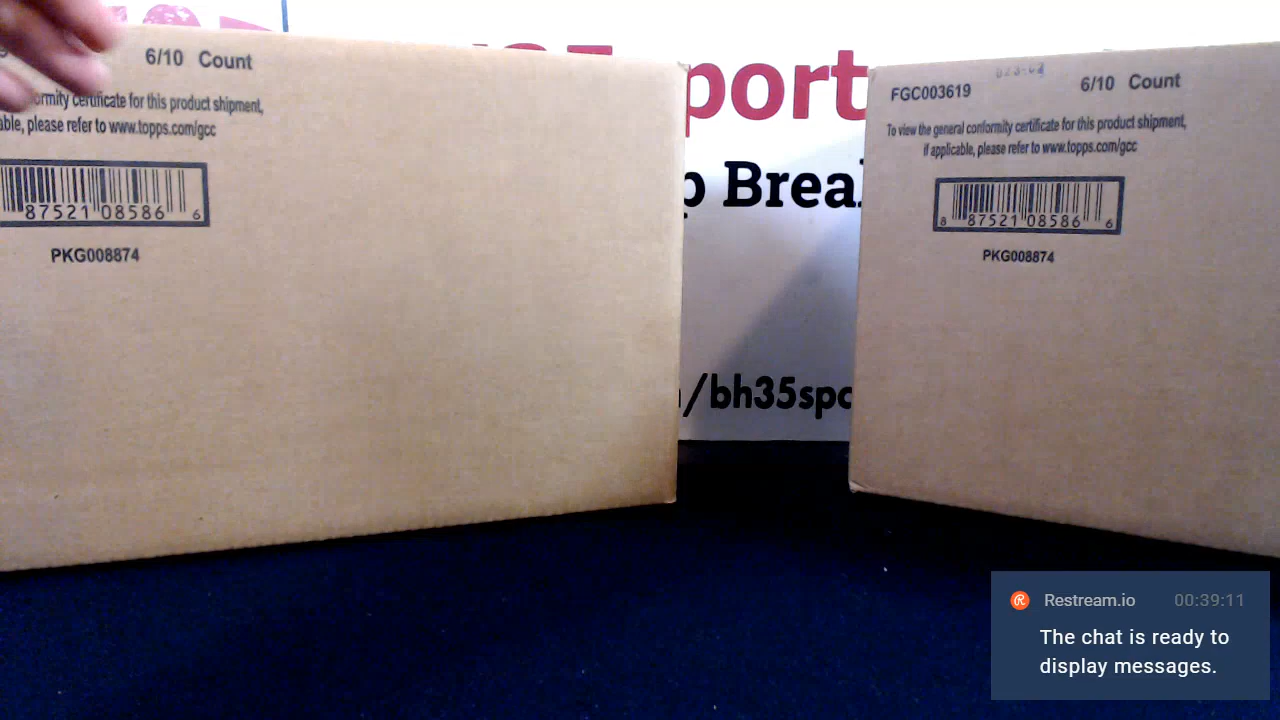 6/10 Count
certificate for this product shipment,
please refer to www.topps.com/gcc
87521 08586 6
PKG008874
port
Brea
/bh35spo
FGC003619
6/10 Count
To view the general conformity certificate for this product shipment,
if applicable, please refer to www.topps.com/gcc
8 87521 08586 6
PKG008874
Restream.io 00:39:11
The chat is ready to
display messages.